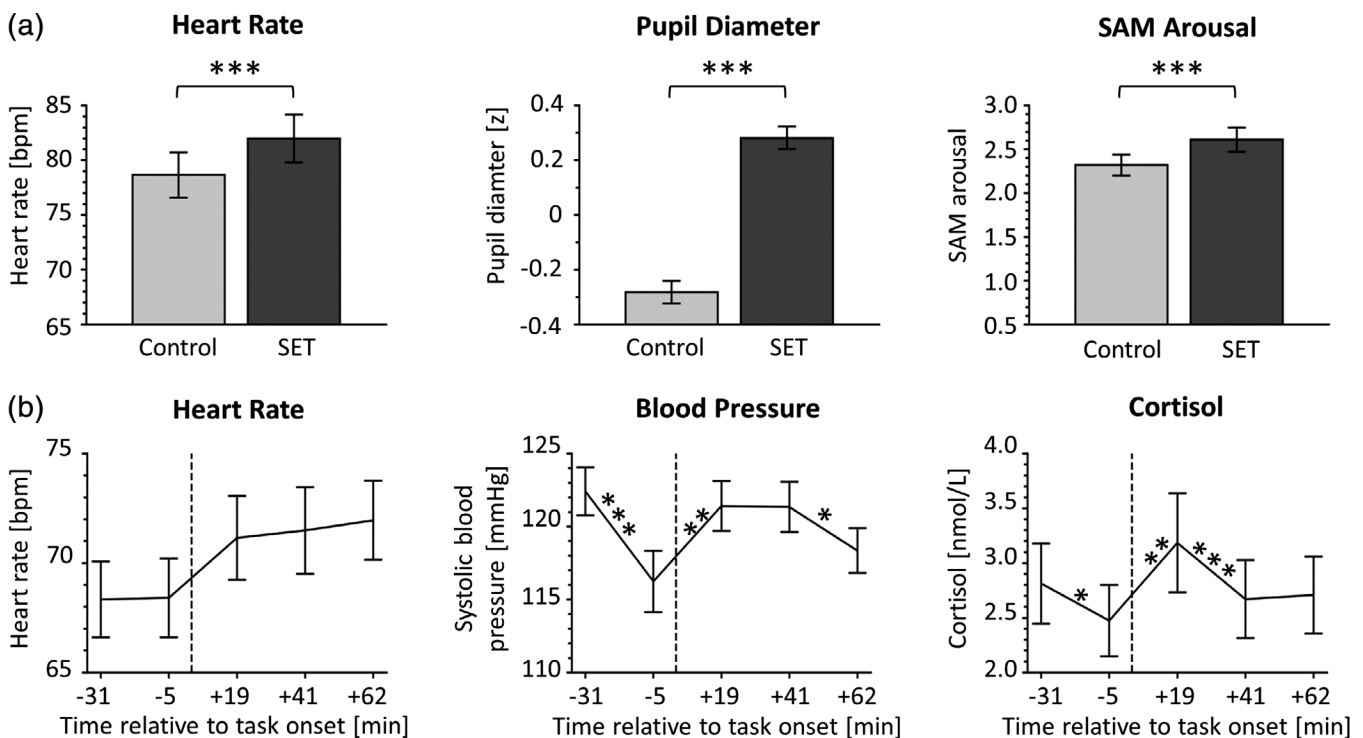 (a)
Heart Rate
***
Heart rate [bpm]
85
80
75
70
65
Control
SET
Pupil Diameter
***
Pupil diamter [z]
0.4
0.2
0
-0.2
-0.4
Control
SET
SAM Arousal
***
SAM arousal
3.0
2.5
2.0
1.5
1.0
0.5
Control
SET
(b)
Heart Rate
Heart rate [bpm]
75
70
65
-31 -5 +19 +41 +62
Time relative to task onset [min]
Blood Pressure
Systolic blood
pressure [mmHg]
125
120
115
110
***
**
*
-31 -5 +19 +41 +62
Time relative to task onset [min]
Cortisol
Cortisol [nmol/L]
4.0
3.5
3.0
2.5
2.0
*
**
***
-31 -5 +19 +41 +62
Time relative to task onset [min]